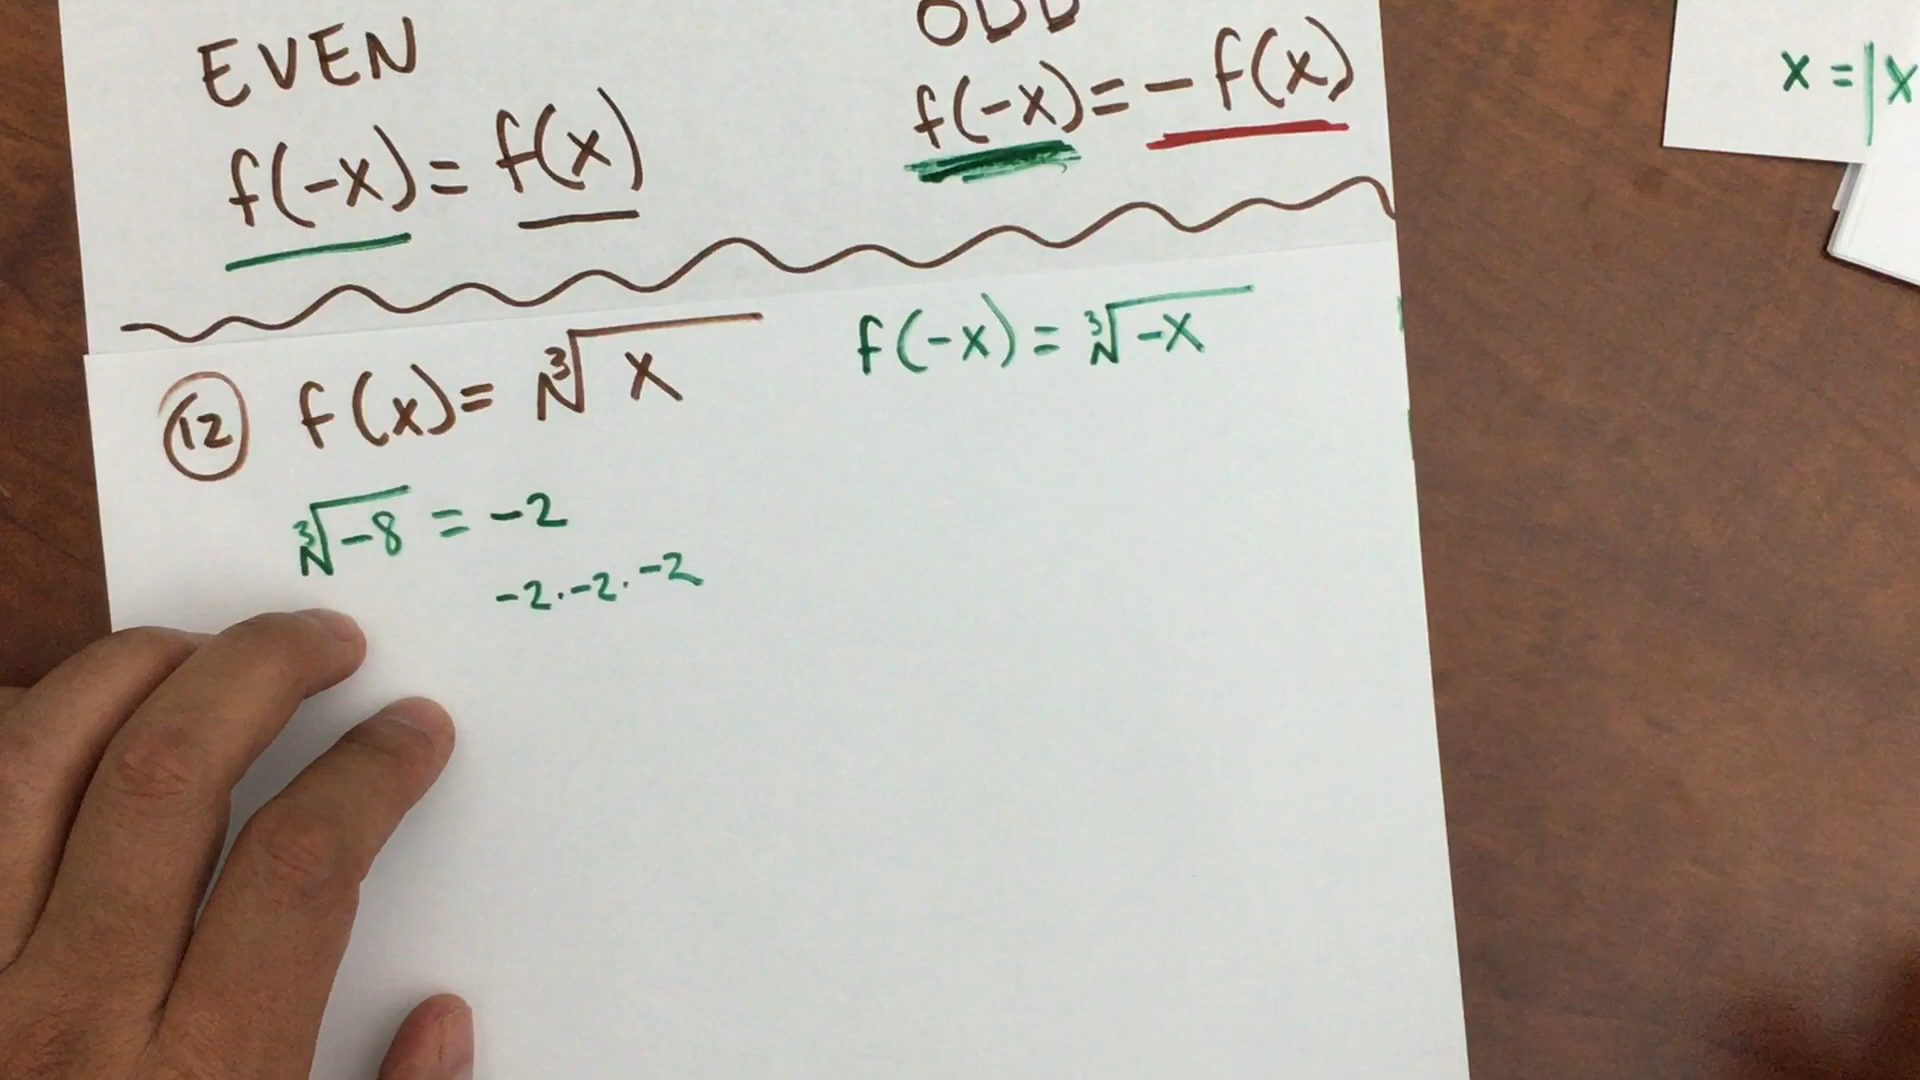 EVEN
f(-x) = f(x)
ODD
f(-x) = -f(x)
x = |x
⑫ f(x) = ∛x
f(-x) = ∛-x
∛-8 = -2
-2·-2·-2